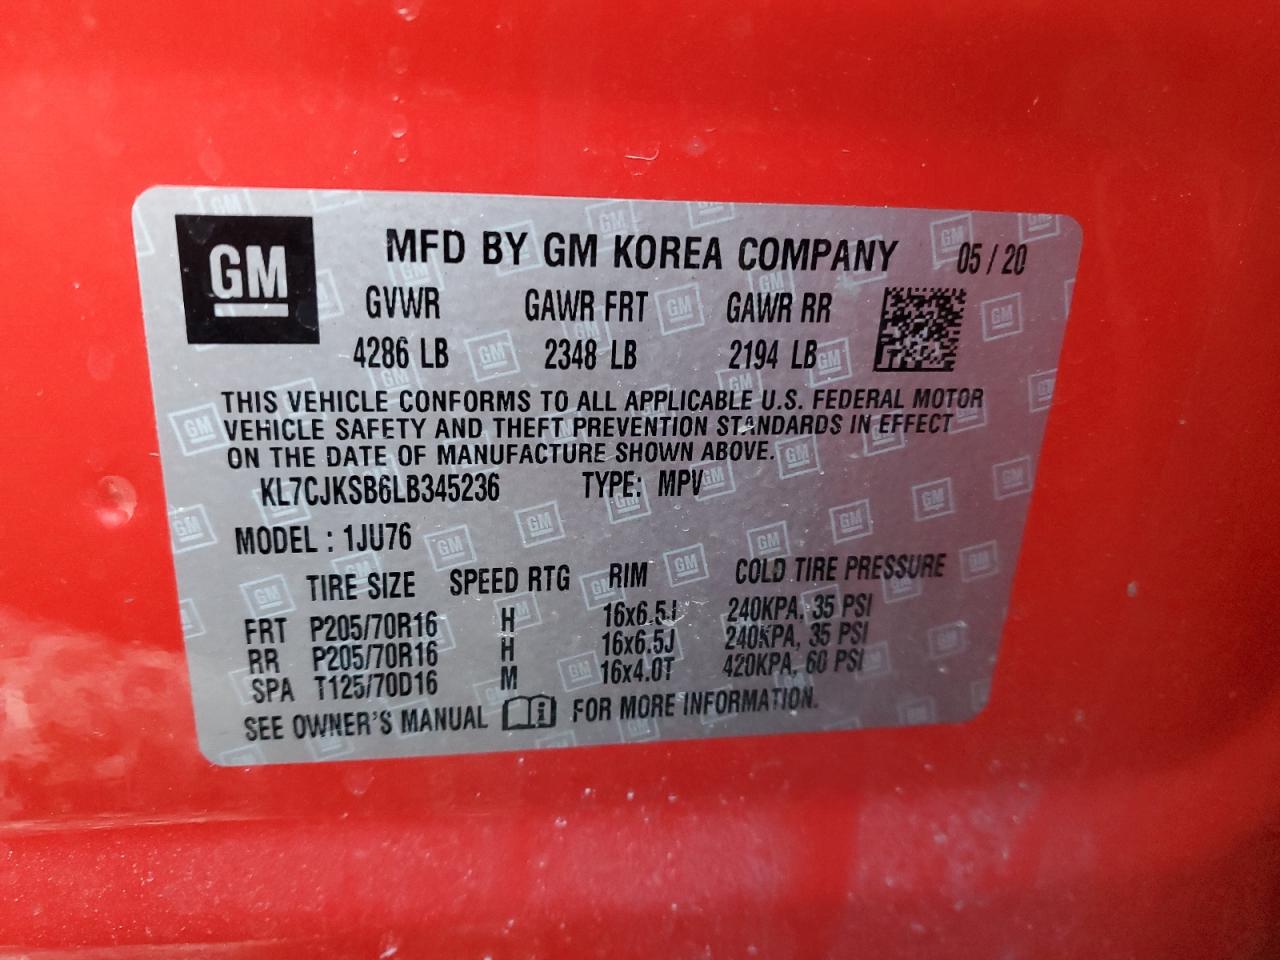 GM
MFD BY GM KOREA COMPANY 05 / 20
GVWR GAWR FRT GAWR RR
4286 LB 2348 LB 2194 LB
THIS VEHICLE CONFORMS TO ALL APPLICABLE U.S. FEDERAL MOTOR
VEHICLE SAFETY AND THEFT PREVENTION STANDARDS IN EFFECT
ON THE DATE OF MANUFACTURE SHOWN ABOVE.
KL7CJKSB6LB345236 TYPE: MPV
MODEL : 1JU76
TIRE SIZE SPEED RTG RIM COLD TIRE PRESSURE
FRT P205/70R16 H 16x6.5J 240KPA, 35 PSI
RR P205/70R16 H 16x6.5J 240KPA, 35 PSI
SPA T125/70D16 M 16x4.0T 420KPA, 60 PSI
SEE OWNER'S MANUAL i FOR MORE INFORMATION.